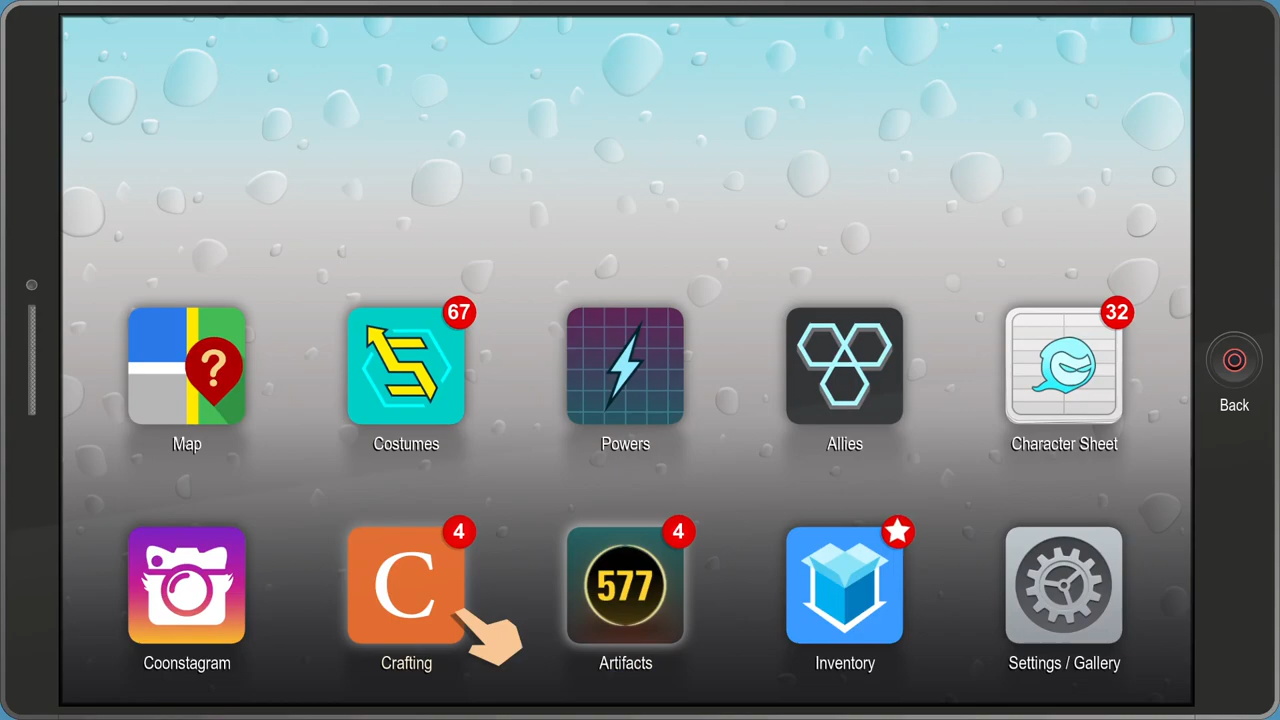 67
32
?
Map
Costumes
Powers
Allies
Character Sheet
Back
4
4
C
577
Coonstagram
Crafting
Artifacts
Inventory
Settings / Gallery